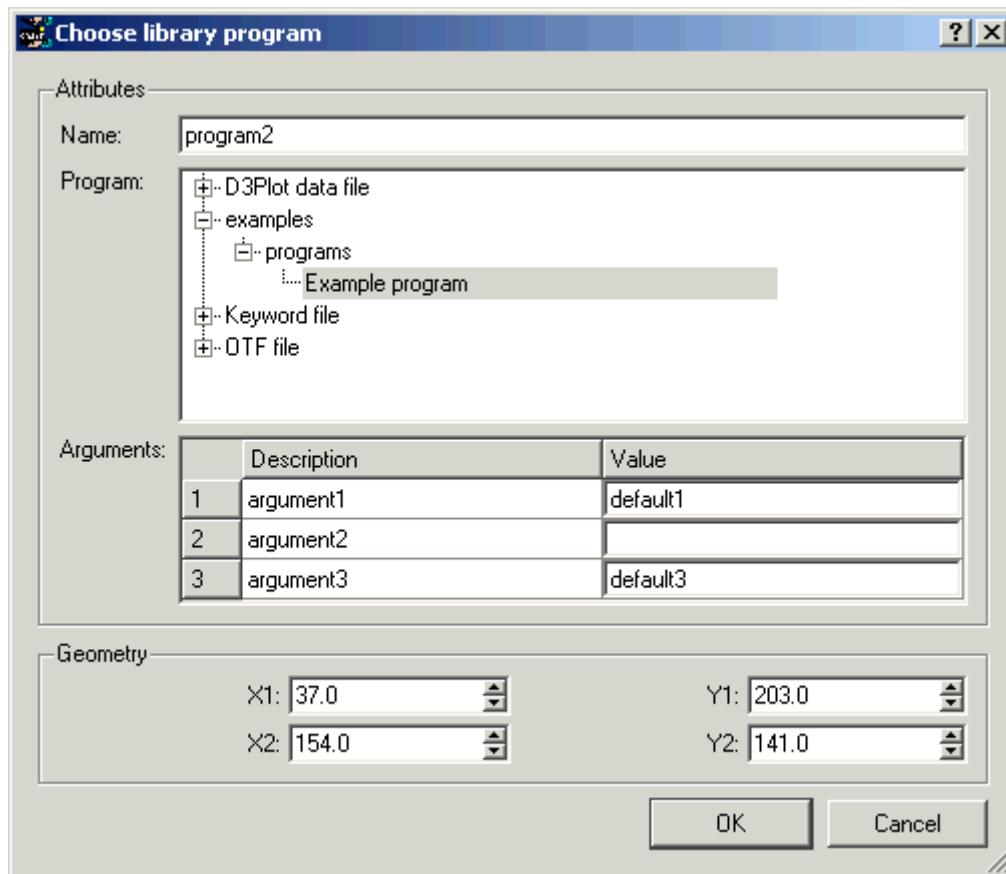 Choose library program
Attributes
Name: program2
Program: D3Plot data file
examples
programs
Example program
Keyword file
OTF file
Arguments: Description Value
1 argument1 default1
2 argument2
3 argument3 default3
Geometry
X1: 37.0 Y1: 203.0
X2: 154.0 Y2: 141.0
OK Cancel